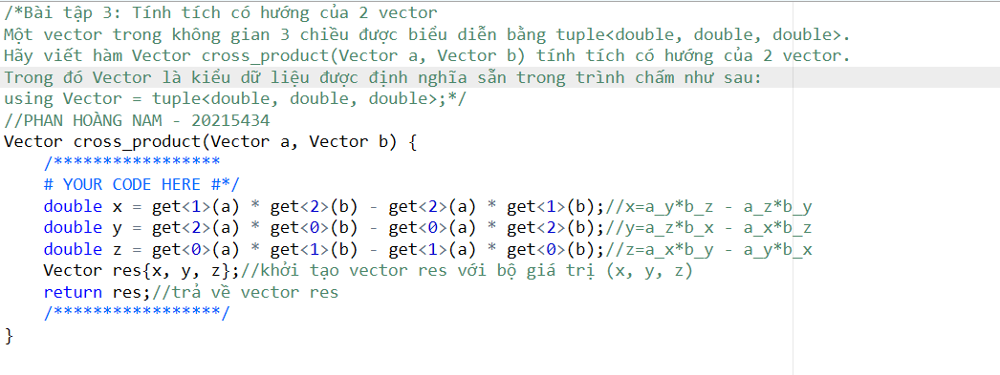 /*Bài tập 3: Tính tích có hướng của 2 vector
Một vector trong không gian 3 chiều được biểu diễn bằng tuple<double, double, double>.
Hãy viết hàm Vector cross_product(Vector a, Vector b) tính tích có hướng của 2 vector.
Trong đó Vector là kiểu dữ liệu được định nghĩa sẵn trong trình chấm như sau:
using Vector = tuple<double, double, double>;*/
//PHAN HOÀNG NAM - 20215434
Vector cross_product(Vector a, Vector b) {
    /*****************
    # YOUR CODE HERE #*/
    double x = get<1>(a) * get<2>(b) - get<2>(a) * get<1>(b);//x=a_y*b_z - a_z*b_y
    double y = get<2>(a) * get<0>(b) - get<0>(a) * get<2>(b);//y=a_z*b_x - a_x*b_z
    double z = get<0>(a) * get<1>(b) - get<1>(a) * get<0>(b);//z=a_x*b_y - a_y*b_x
    Vector res{x, y, z};//khởi tạo vector res với bộ giá trị (x, y, z)
    return res;//trả về vector res
    /*****************/
}